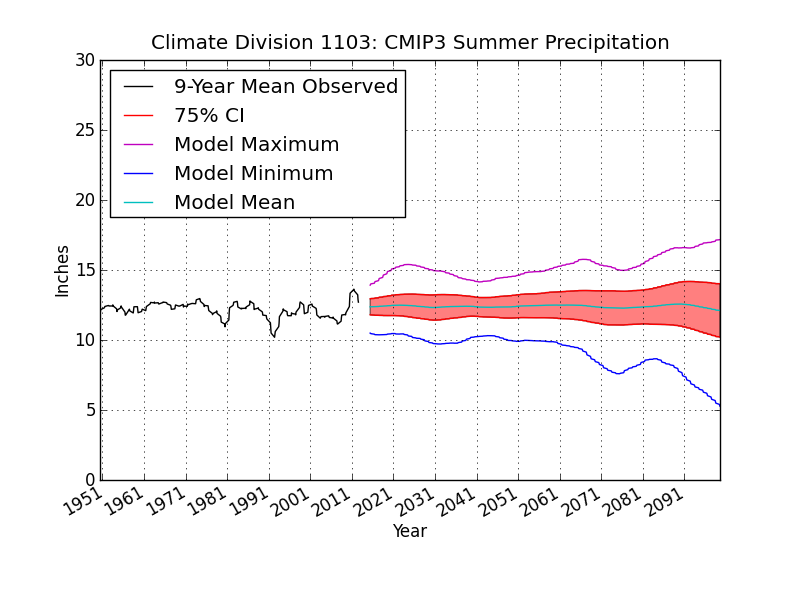 Climate Division 1103: CMIP3 Summer Precipitation
30
25
20
15
10
5
0
Inches
9-Year Mean Observed
75% CI
Model Maximum
Model Minimum
Model Mean
1951 1961 1971 1981 1991 2001 2011 2021 2031 2041 2051 2061 2071 2081 2091
Year